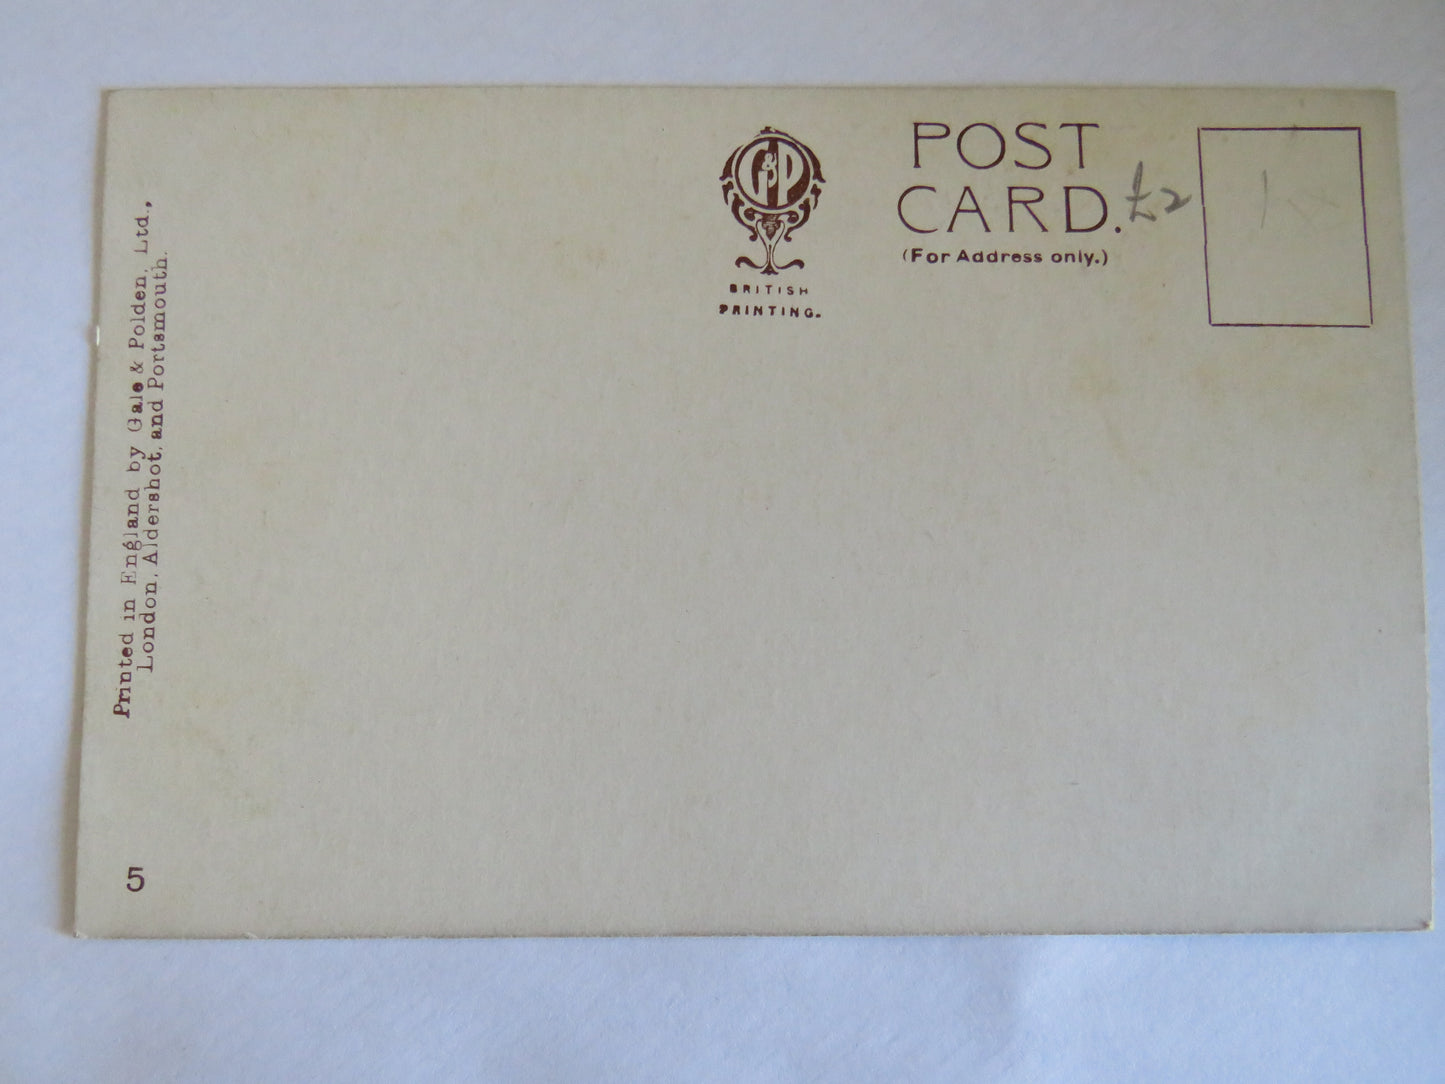 POST
CARD.
(For Address only.)
£2
G&P
BRITISH
PRINTING.
Printed in England by Gale & Polden, Ltd.,
London, Aldershot, and Portsmouth.
5